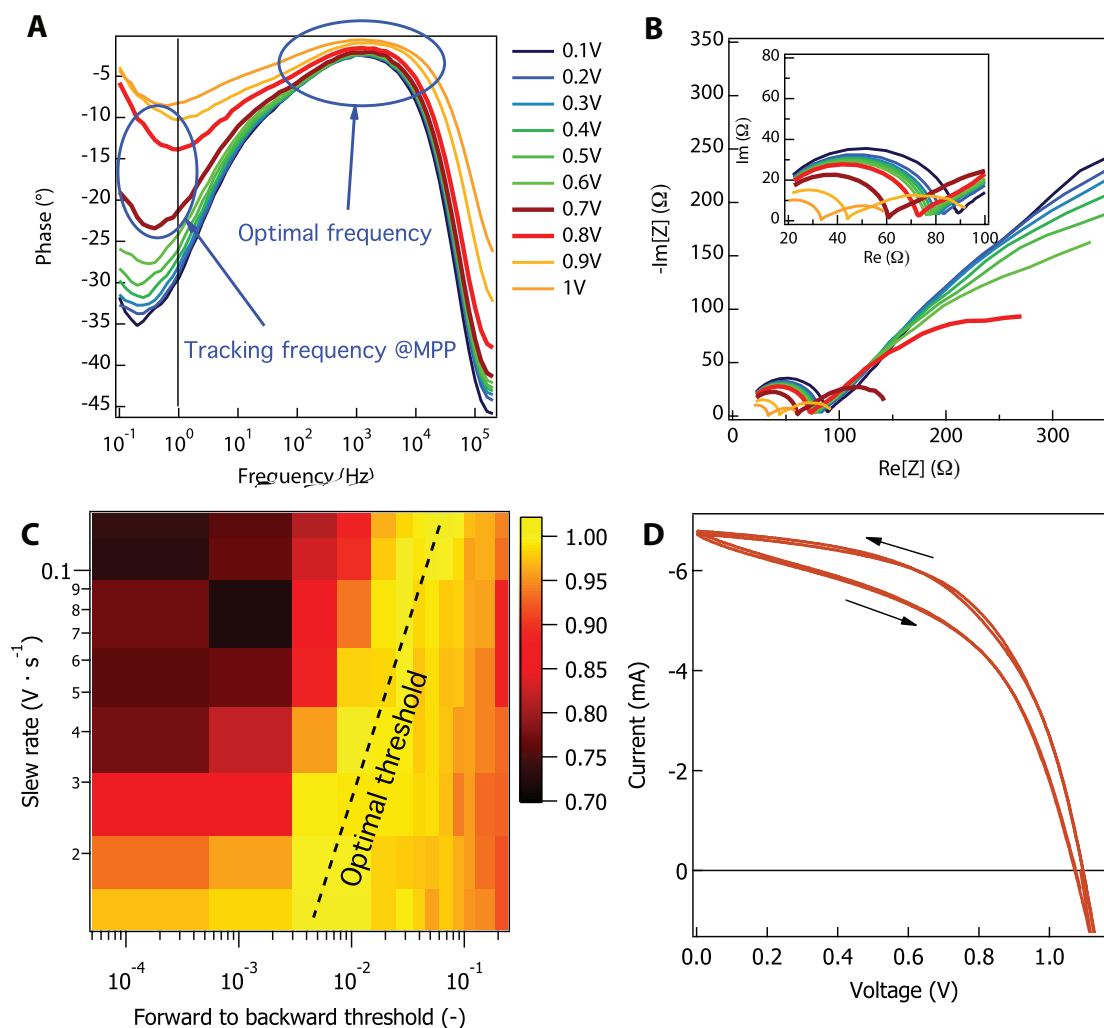 A
-5
-10
-15
-20
-25
-30
-35
-40
-45
Phase (°)
10-1 100 101 102 103 104 105
Frequency (Hz)
Optimal frequency
Tracking frequency @MPP
0.1V
0.2V
0.3V
0.4V
0.5V
0.6V
0.7V
0.8V
0.9V
1V
B
-350
-300
-250
200
150
100
50
0
-Im[Z] (Ω)
0 50 100 150 200 250 300
Re[Z] (Ω)
80
60
40
20
0
Im (Ω)
20 40 60 80 100
Re (Ω)
C
0.1
9
8
7
6
5
4
3
2
Slew rate (V · s-1)
10-4 10-3 10-2 10-1
Forward to backward threshold (-)
Optimal threshold
1.00
0.95
0.90
0.85
0.80
0.75
0.70
D
-6
-4
-2
0
Current (mA)
0.0 0.2 0.4 0.6 0.8 1.0
Voltage (V)